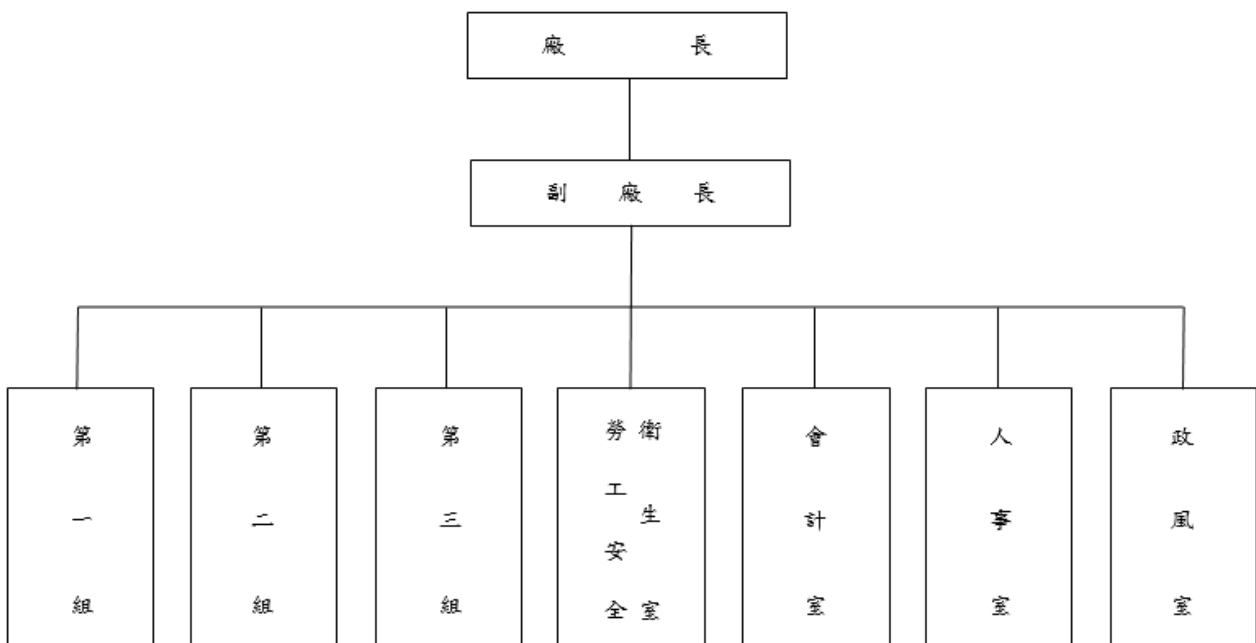 廠長
副廠長
第一組
第二組
第三組
勞工安全
衛生室
會計室
人事室
政風室